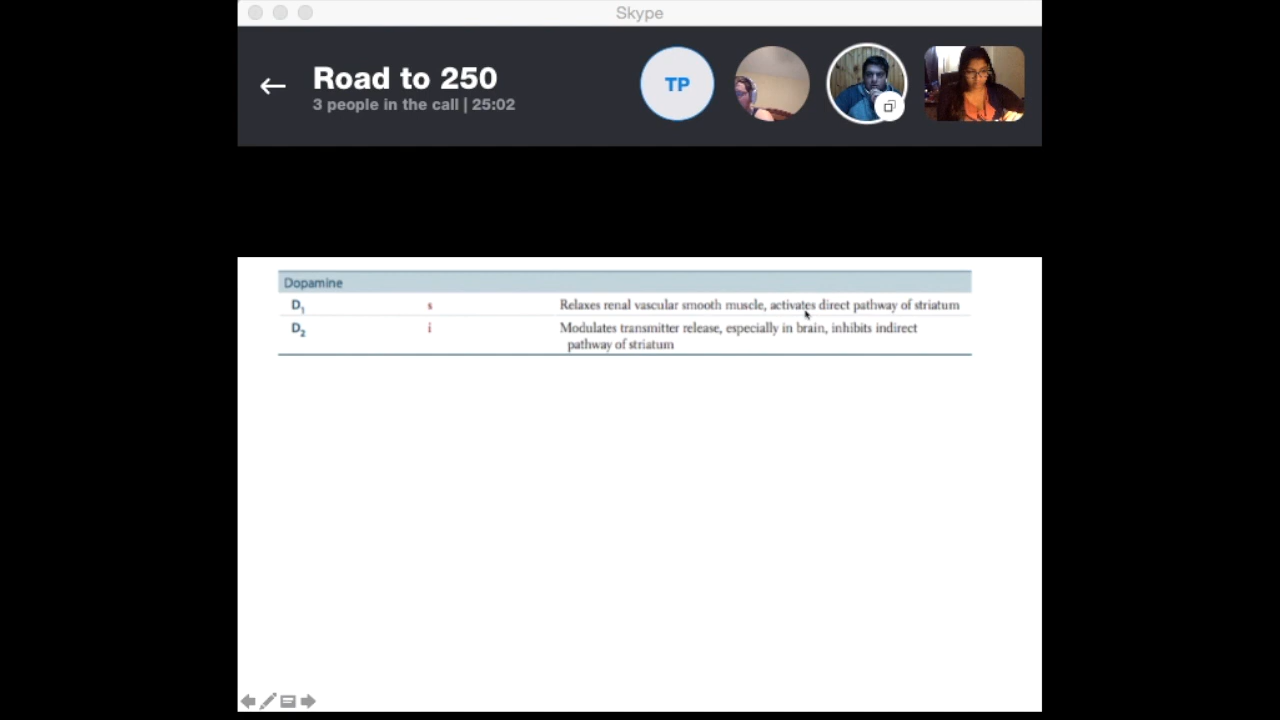 Skype
Road to 250
3 people in the call | 25:02
TP
Dopamine
D1 s Relaxes renal vascular smooth muscle, activates direct pathway of striatum
D2 i Modulates transmitter release, especially in brain, inhibits indirect
pathway of striatum